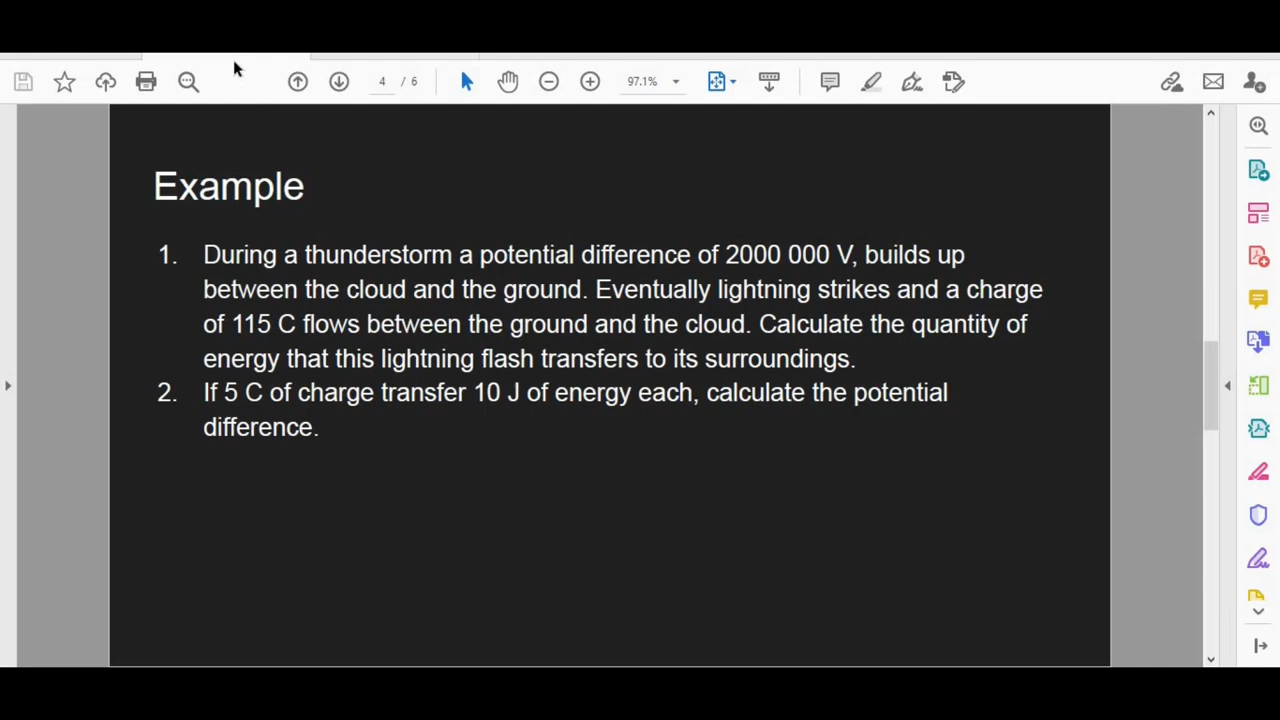 4 / 6 97.1%
Example
1. During a thunderstorm a potential difference of 2000 000 V, builds up
between the cloud and the ground. Eventually lightning strikes and a charge
of 115 C flows between the ground and the cloud. Calculate the quantity of
energy that this lightning flash transfers to its surroundings.
2. If 5 C of charge transfer 10 J of energy each, calculate the potential
difference.